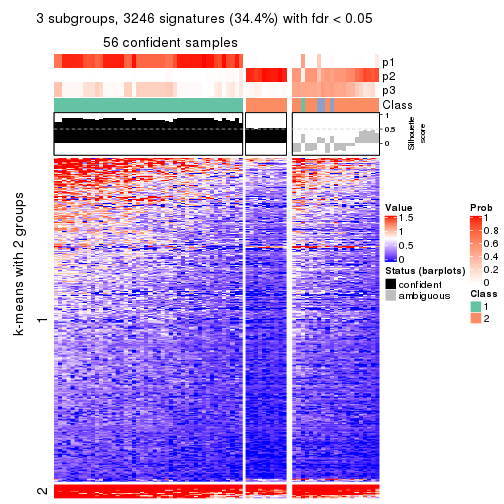 3 subgroups, 3246 signatures (34.4%) with fdr < 0.05
56 confident samples
p1
p2
p3
Class
1
0.5
0
Silhouette
score
k-means with 2 groups
1
2
Value
1.5
1
0.5
0
Status (barplots)
confident
ambiguous
Prob
1
0.8
0.6
0.4
0.2
0
Class
1
2